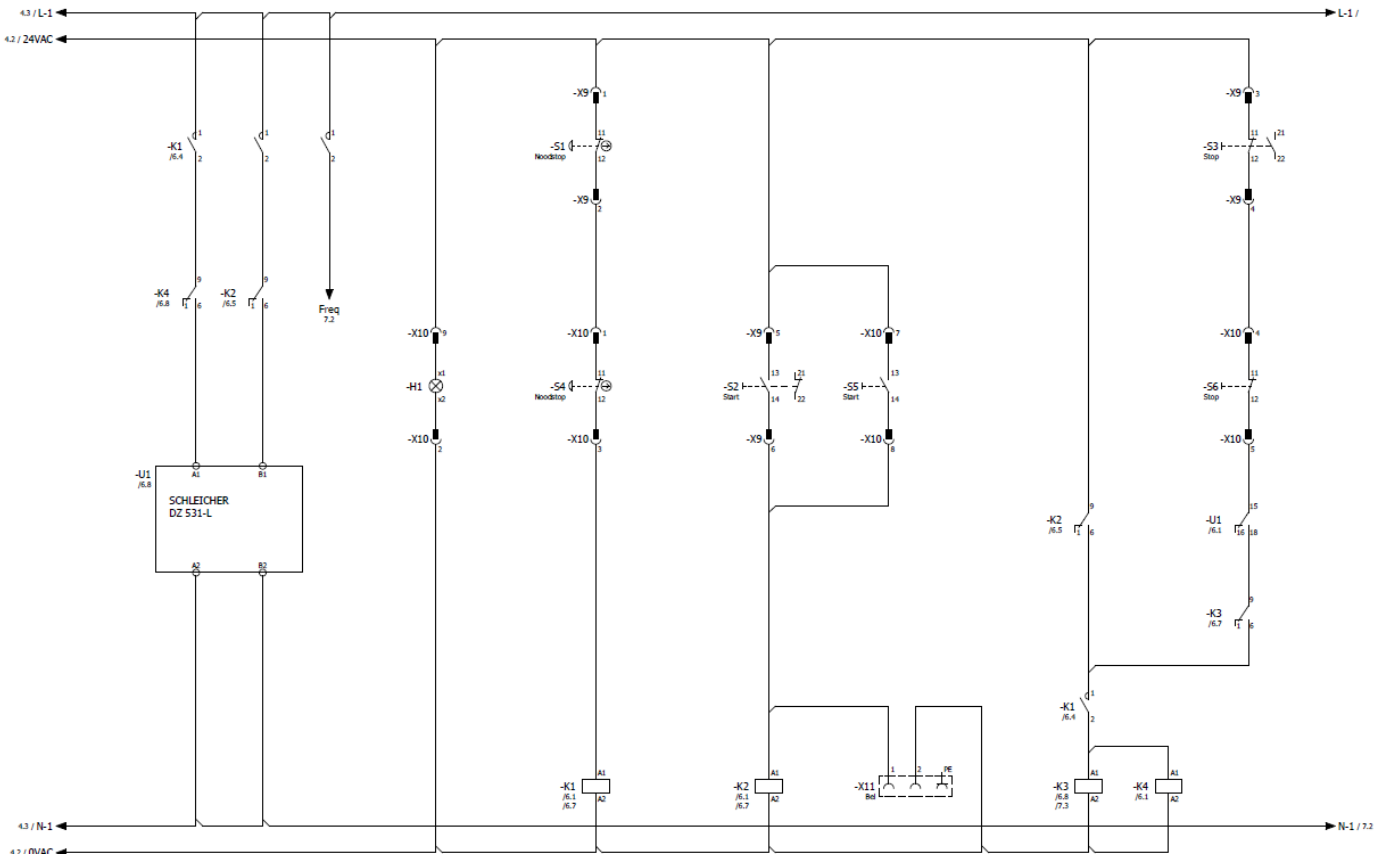 4.3 / L-1
L-1 /
4.2 / 24VAC
-X9 1
-X9 3
-K1 1 2
/6.4
1 2
1 2
-S1 11 12
Noodstop
-S3 11 12 21 22
Stop
-X9 2
-X9 4
-K4 9 1 6
/6.8
-K2 9 1 6
/6.5
Freq
7.2
-X10 9
-X10 1
-X9 5
-X10 7
-X10 4
-H1 x1 x2
-S4 11 12
Noodstop
-S2 13 14 21 22
Start
-S5 13 14
Start
-S6 11 12
Stop
-X10 2
-X10 3
-X9 6
-X10 8
-X10 5
-U1 A1 B1
/6.8
SCHLEICHER
DZ 531-L
A2 B2
-K2 9 1 6
/6.5
-U1 15 16 18
/6.1
-K3 9 1 6
/6.7
-K1 1 2
/6.4
-K1 A1 A2
/6.1
/6.7
-K2 A1 A2
/6.1
/6.7
-X11 1 2 PE
Bel
-K3 A1 A2
/6.8
/7.3
-K4 A1 A2
/6.1
4.3 / N-1
N-1 / 7.2
4.2 / 0VAC